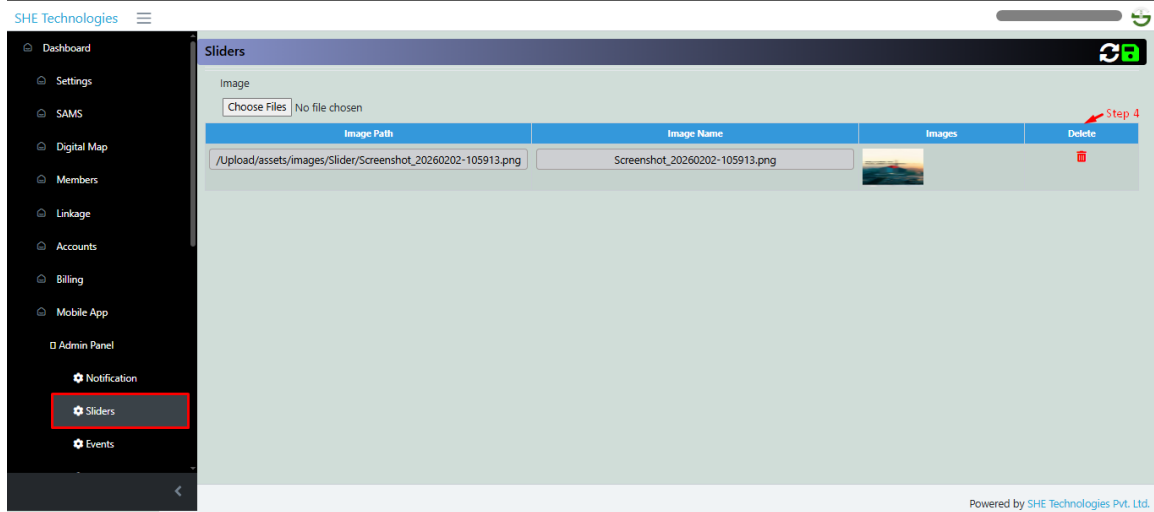 SHE Technologies
Dashboard
Settings
SAMS
Digital Map
Members
Linkage
Accounts
Billing
Mobile App
Admin Panel
Notification
Sliders
Events
Sliders
Image
Choose Files No file chosen
Step 4
Image Path Image Name Images Delete
/Upload/assets/images/Slider/Screenshot_20260202-105913.png Screenshot_20260202-105913.png
Powered by SHE Technologies Pvt. Ltd.